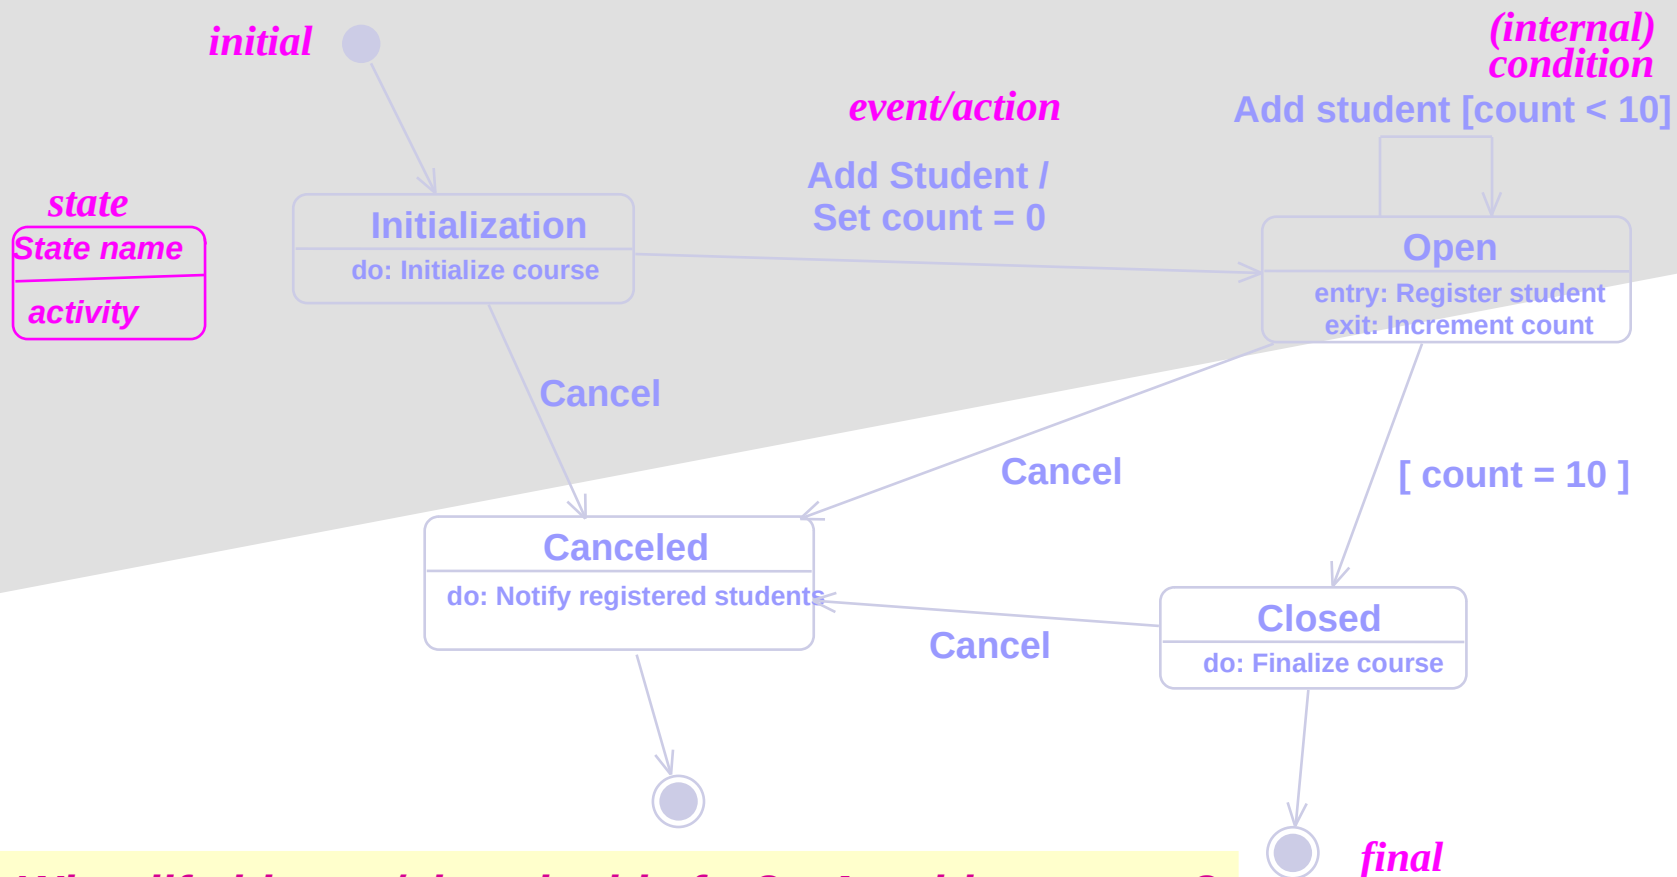 initial
(internal)
condition
event/action
Add student [count < 10]
Add Student /
Set count = 0
state
State name
activity
Initialization
do: Initialize course
Open
entry: Register student
exit: Increment count
Cancel
Cancel
[ count = 10 ]
Canceled
do: Notify registered students
Closed
do: Finalize course
Cancel
final